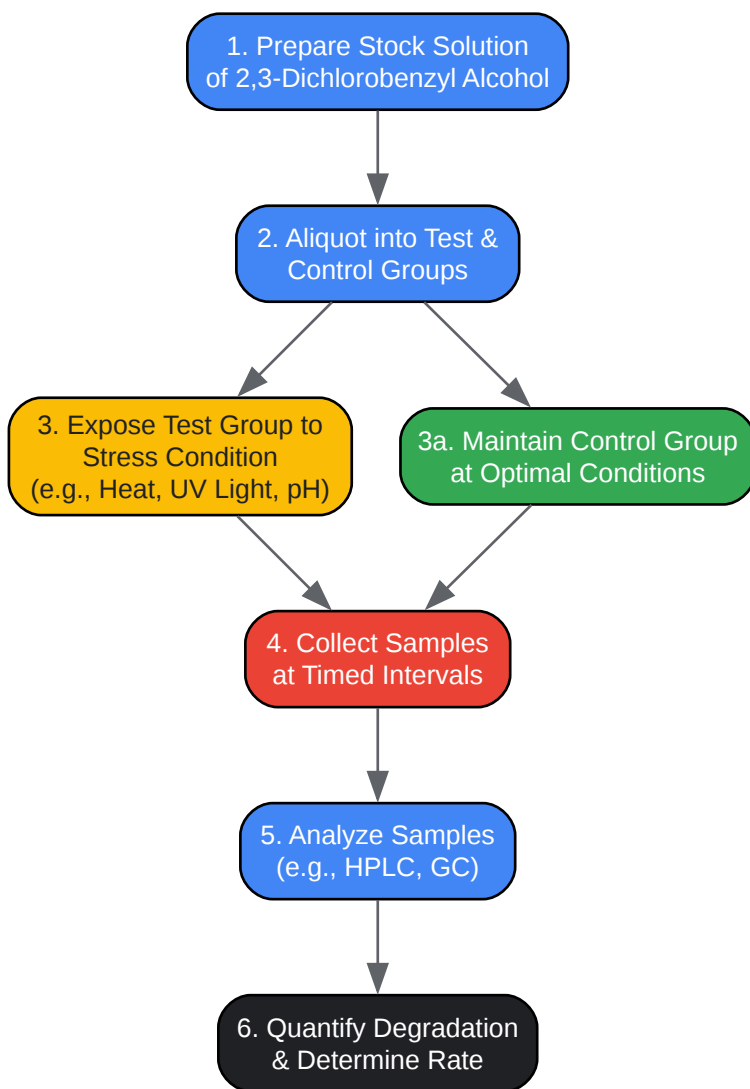 1. Prepare Stock Solution
of 2,3-Dichlorobenzyl Alcohol
2. Aliquot into Test &
Control Groups
3. Expose Test Group to
Stress Condition
(e.g., Heat, UV Light, pH)
3a. Maintain Control Group
at Optimal Conditions
4. Collect Samples
at Timed Intervals
5. Analyze Samples
(e.g., HPLC, GC)
6. Quantify Degradation
& Determine Rate